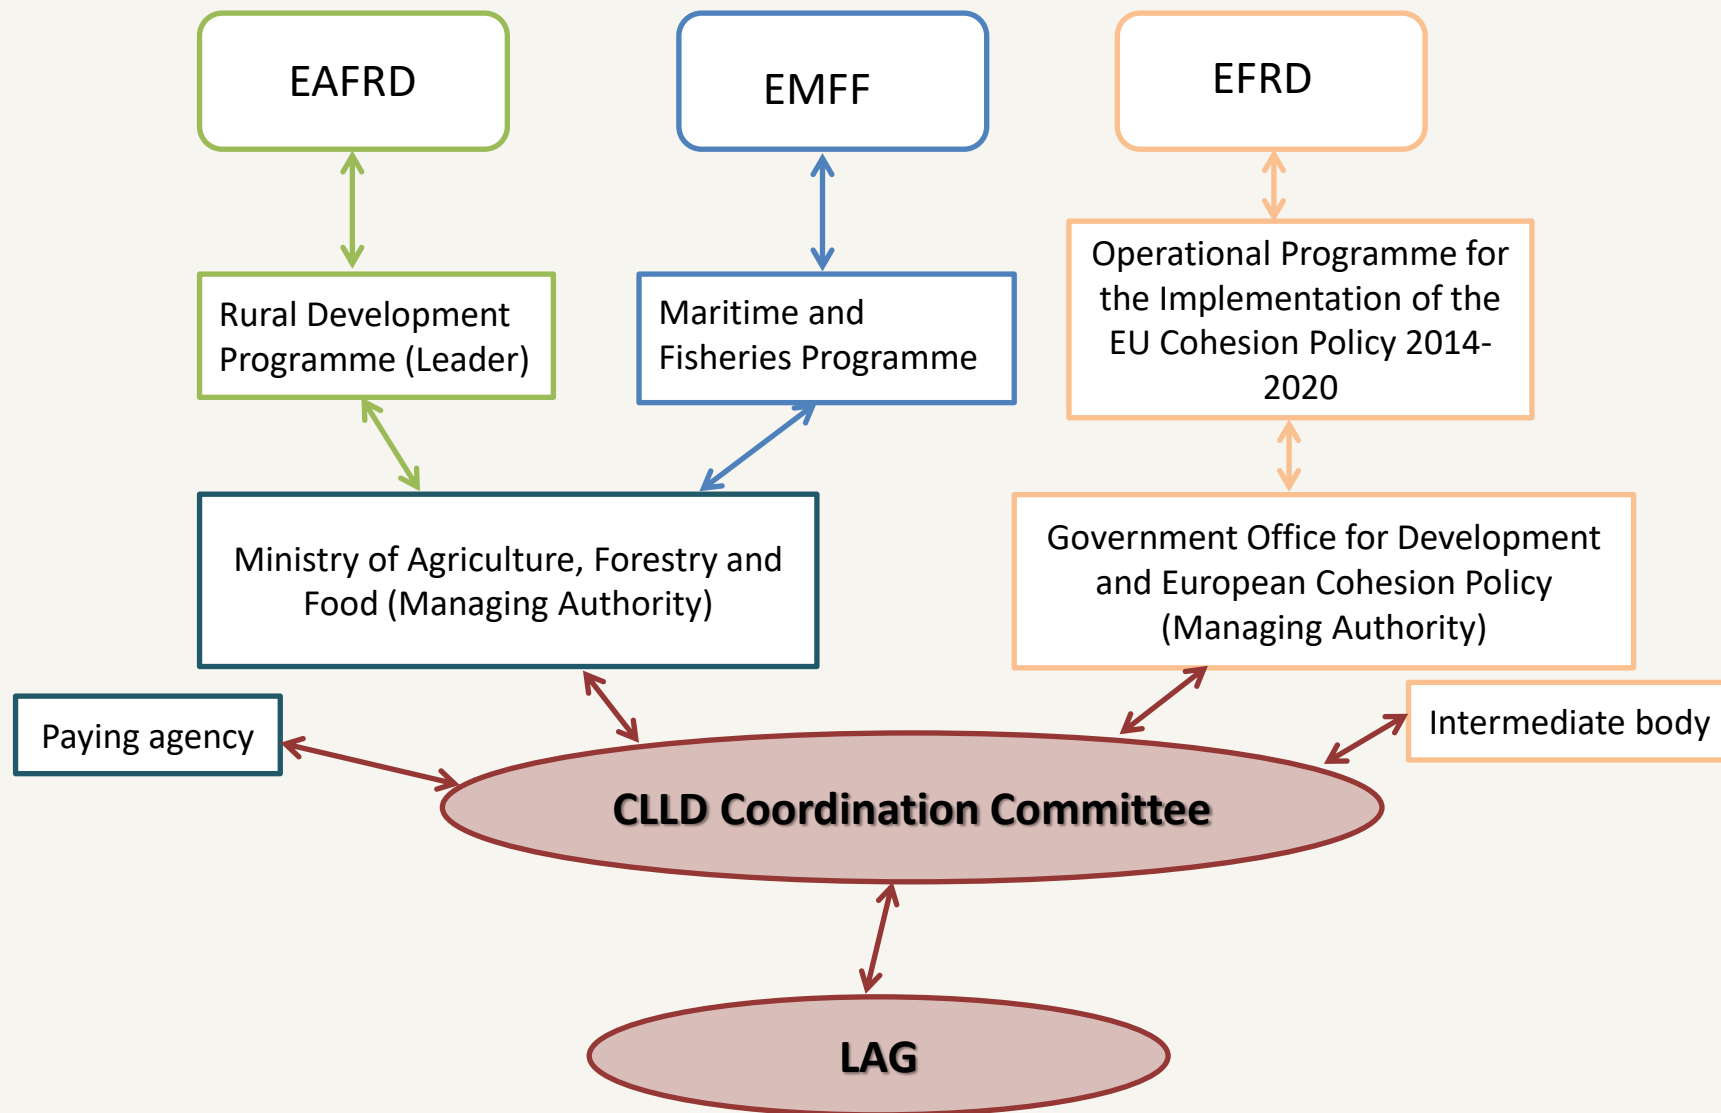 EAFRD
EMFF
EFRD
Rural Development
Programme (Leader)
Maritime and
Fisheries Programme
Operational Programme for
the Implementation of the
EU Cohesion Policy 2014-
2020
Ministry of Agriculture, Forestry and
Food (Managing Authority)
Government Office for Development
and European Cohesion Policy
(Managing Authority)
Paying agency
Intermediate body
CLLD Coordination Committee
LAG